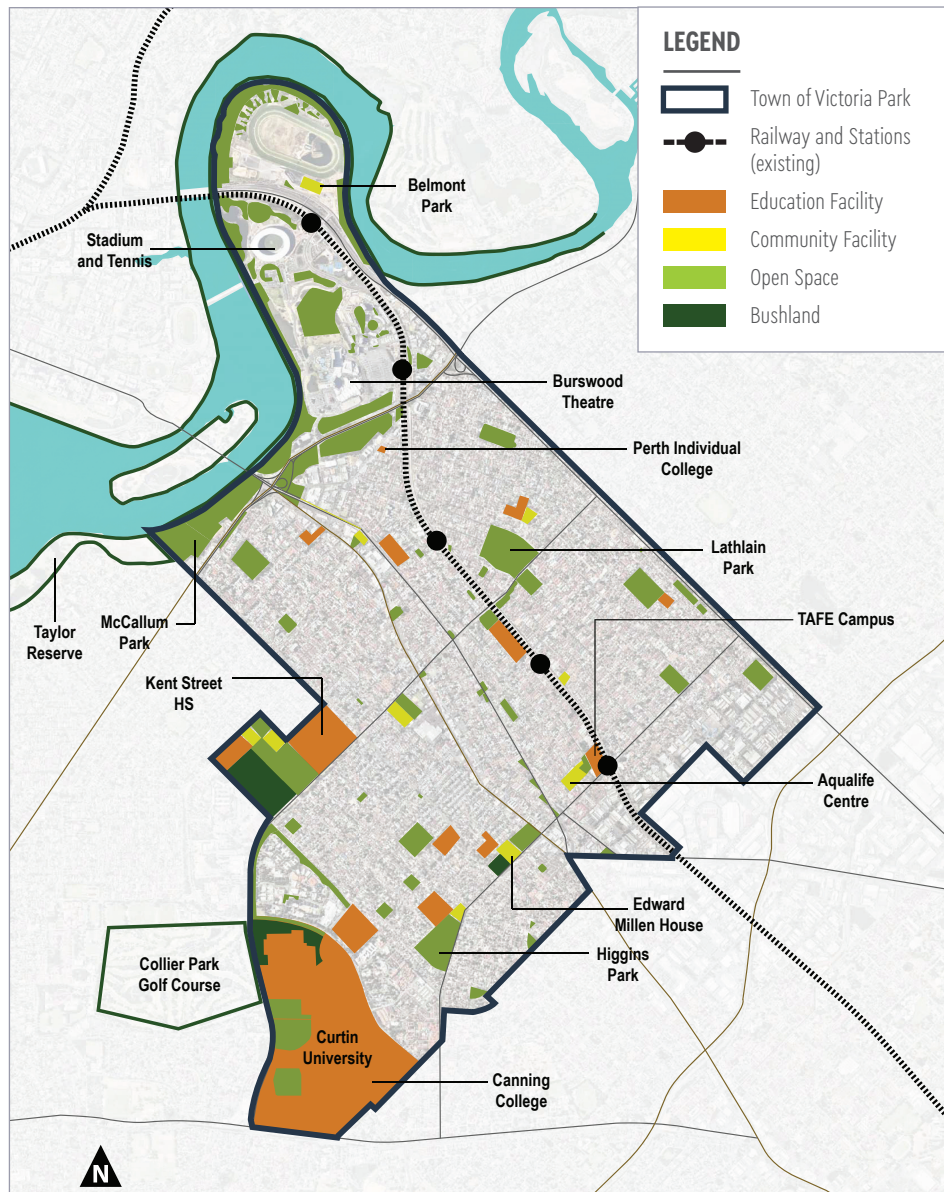 LEGEND
Town of Victoria Park
Railway and Stations
(existing)
Education Facility
Community Facility
Open Space
Bushland
Belmont
Park
Stadium
and Tennis
Burswood
Theatre
Perth Individual
College
Lathlain
Park
TAFE Campus
Taylor
Reserve
McCallum
Park
Kent Street
HS
Aqualife
Centre
Edward
Millen House
Higgins
Park
Collier Park
Golf Course
Curtin
University
Canning
College
N